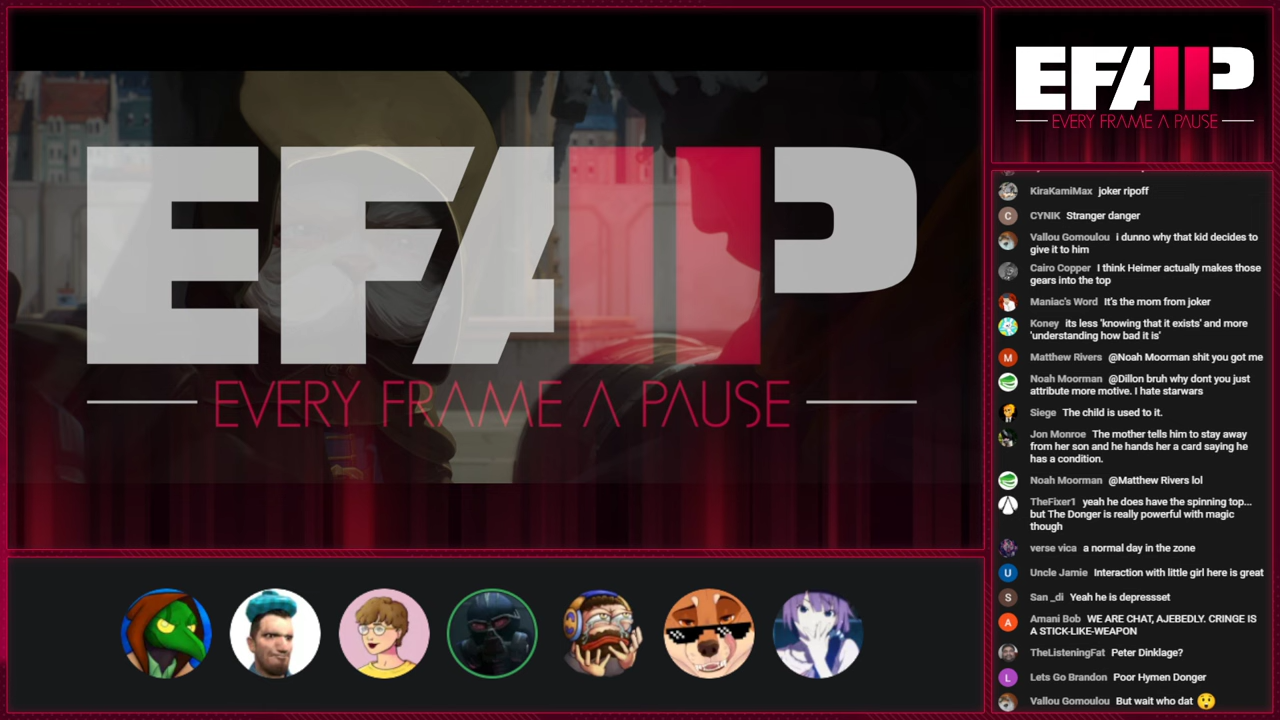 EFAP
EVERY FRAME A PAUSE
EFAP
EVERY FRAME A PAUSE
KiraKamiMax joker ripoff
C CYNIK Stranger danger
Vallou Gomoulou i dunno why that kid decides to
give it to him
Cairo Copper I think Heimer actually makes those
gears into the top
Maniac's Word It's the mom from joker
Koney its less 'knowing that it exists' and more
'understanding how bad it is'
M Matthew Rivers @Noah Moorman shit you got me
Noah Moorman @Dillon bruh why dont you just
attribute more motive. I hate starwars
Siege The child is used to it.
Jon Monroe The mother tells him to stay away
from her son and he hands her a card saying he
has a condition.
Noah Moorman @Matthew Rivers lol
TheFixer1 yeah he does have the spinning top...
but The Donger is really powerful with magic
though
verse vica a normal day in the zone
U Uncle Jamie Interaction with little girl here is great
S San _di Yeah he is depressset
A Amani Bob WE ARE CHAT, AJEBEDLY. CRINGE IS
A STICK-LIKE-WEAPON
TheListeningFat Peter Dinklage?
L Lets Go Brandon Poor Hymen Donger
Vallou Gomoulou But wait who dat 😲